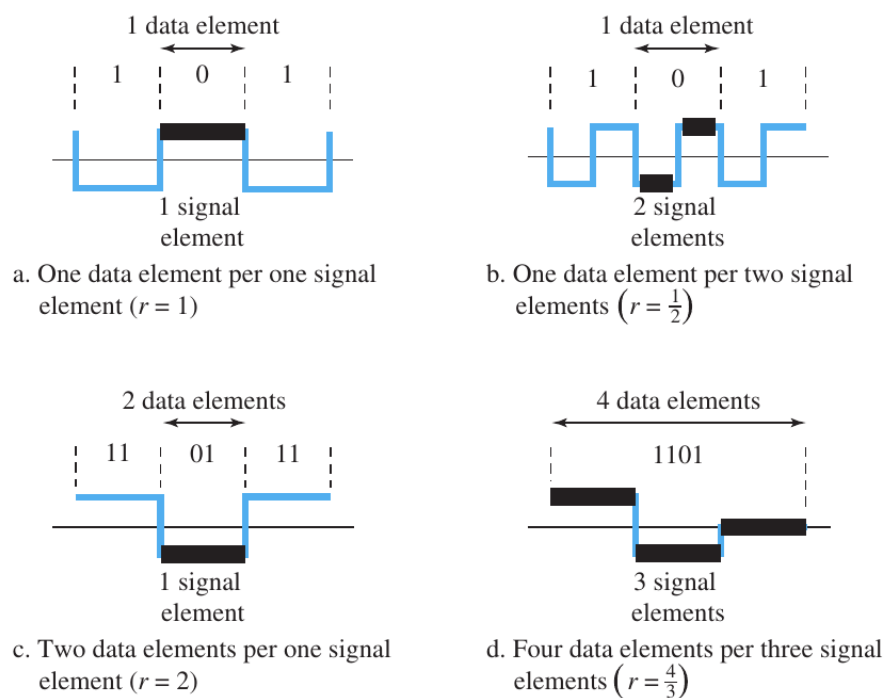 1 data element
1 0 1
1 signal
element
a. One data element per one signal
element (r = 1)
1 data element
1 0 1
2 signal
elements
b. One data element per two signal
elements (r = 1/2)
2 data elements
11 01 11
1 signal
element
c. Two data elements per one signal
element (r = 2)
4 data elements
1101
3 signal
elements
d. Four data elements per three signal
elements (r = 4/3)